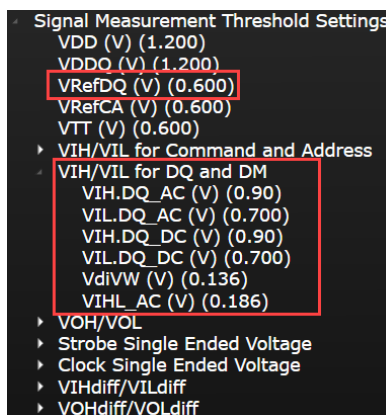 Signal Measurement Threshold Settings
VDD (V) (1.200)
VDDQ (V) (1.200)
VRefDQ (V) (0.600)
VRefCA (V) (0.600)
VTT (V) (0.600)
VIH/VIL for Command and Address
VIH/VIL for DQ and DM
VIH.DQ_AC (V) (0.90)
VIL.DQ_AC (V) (0.700)
VIH.DQ_DC (V) (0.90)
VIL.DQ_DC (V) (0.700)
VdiVW (V) (0.136)
VIHL_AC (V) (0.186)
VOH/VOL
Strobe Single Ended Voltage
Clock Single Ended Voltage
VIHdiff/VILdiff
VOHdiff/VOLdiff